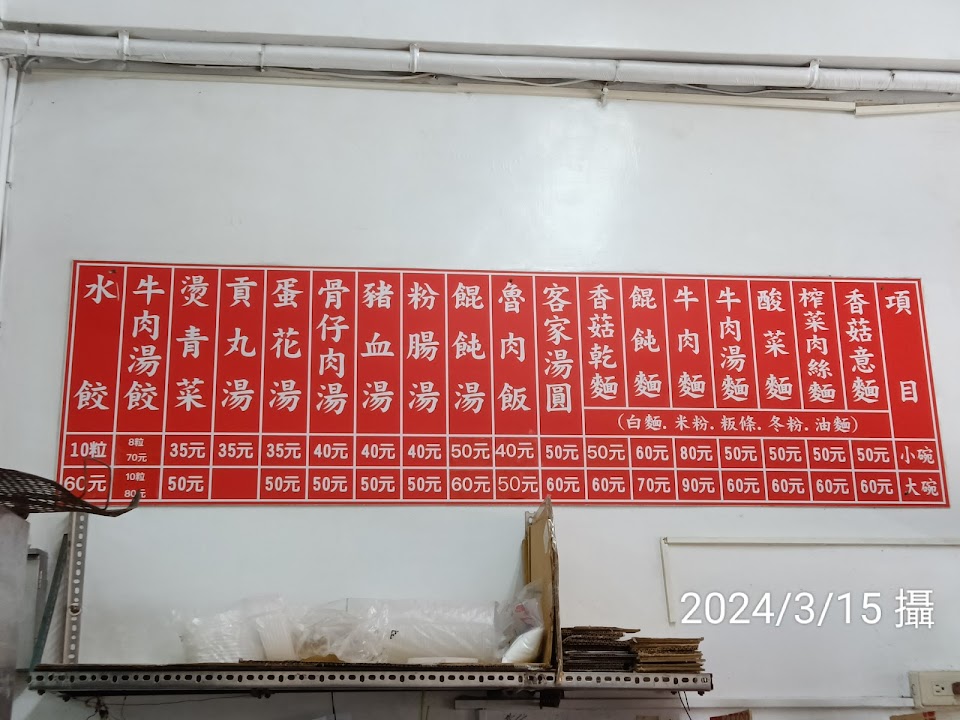 項目 小碗 大碗
香菇意麵 50元 60元
榨菜肉絲麵 50元 60元
酸菜麵 50元 60元
牛肉湯麵 50元 60元
牛肉麵 80元 90元
餛飩麵 60元 70元
香菇乾麵 50元 60元
(白麵.米粉.粄條.冬粉.油麵)
客家湯圓 50元 60元
魯肉飯 40元 50元
餛飩湯 50元 60元
粉腸湯 40元 50元
豬血湯 40元 50元
骨仔肉湯 40元 50元
蛋花湯 35元 50元
貢丸湯 35元
燙青菜 35元 50元
牛肉湯餃 8粒 70元 10粒 80元
水餃 10粒 60元
2024/3/15 攝